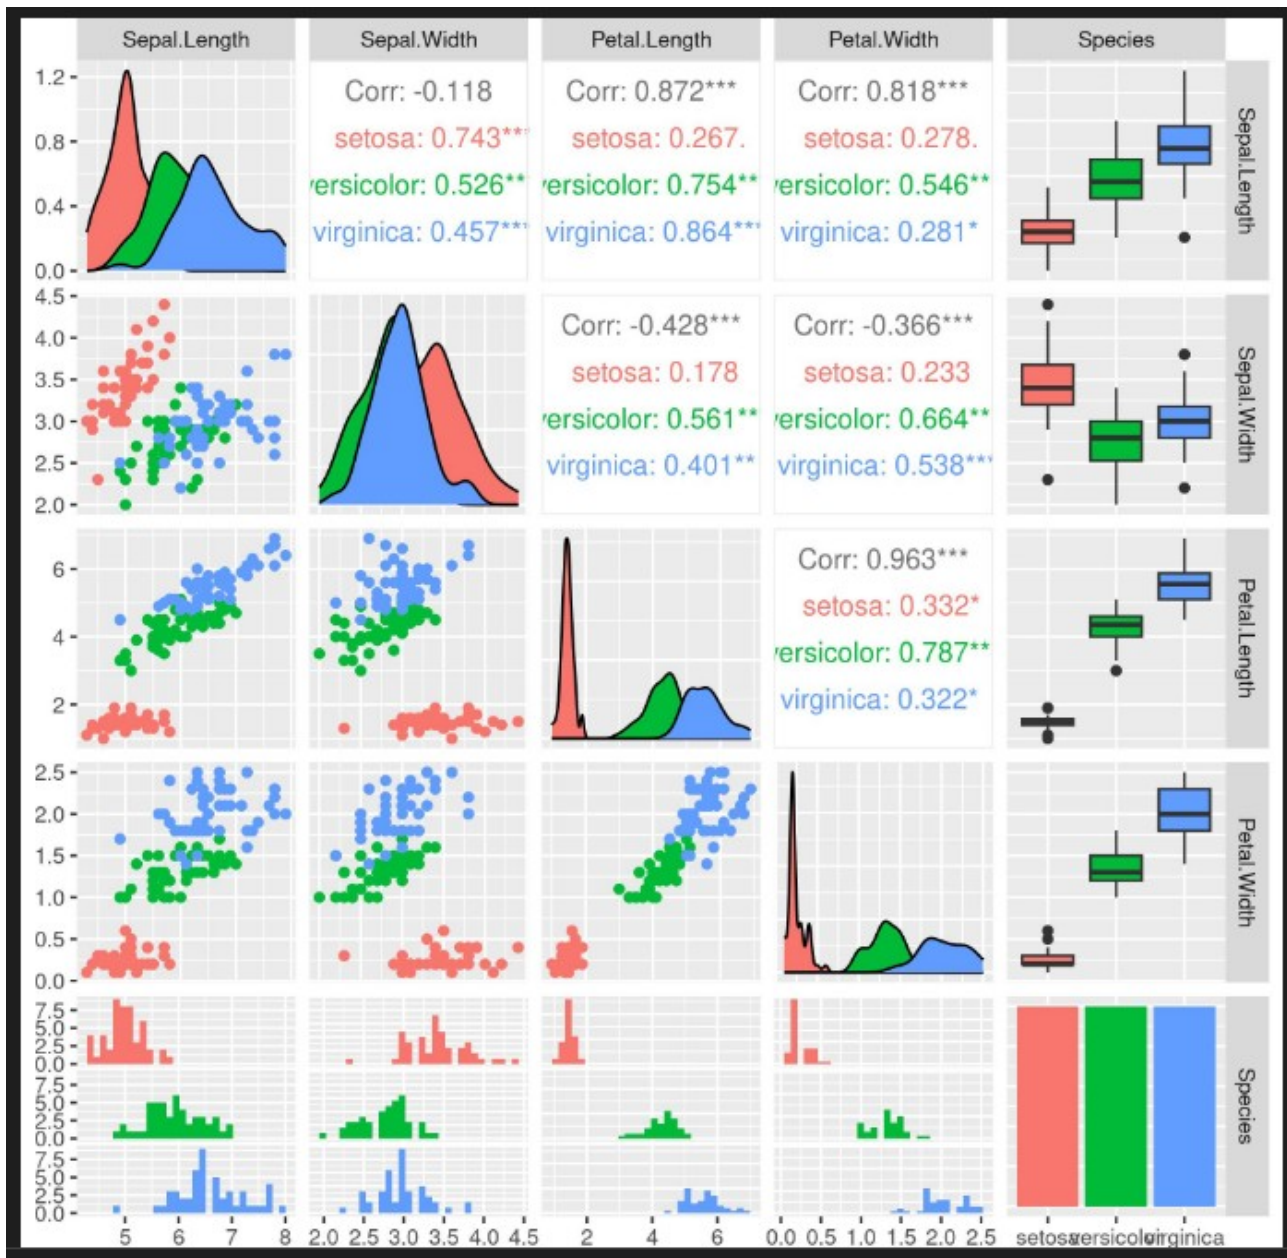 Sepal.Length Sepal.Width Petal.Length Petal.Width Species
1.2
0.8
0.4
0.0
Corr: -0.118
setosa: 0.743***
versicolor: 0.526**
virginica: 0.457***
Corr: 0.872***
setosa: 0.267.
versicolor: 0.754**
virginica: 0.864***
Corr: 0.818***
setosa: 0.278.
versicolor: 0.546**
virginica: 0.281*
Sepal.Length
4.5
4.0
3.5
3.0
2.5
2.0
Corr: -0.428***
setosa: 0.178
versicolor: 0.561**
virginica: 0.401**
Corr: -0.366***
setosa: 0.233
versicolor: 0.664**
virginica: 0.538***
Sepal.Width
6
4
2
Corr: 0.963***
setosa: 0.332*
versicolor: 0.787**
virginica: 0.322*
Petal.Length
2.5
2.0
1.5
1.0
0.5
0.0
Petal.Width
7.5
5.0
2.5
0.0
7.5
5.0
2.5
0.0
7.5
5.0
2.5
0.0
Species
5 6 7 8 2.0 2.5 3.0 3.5 4.0 4.5 2 4 6 0.0 0.5 1.0 1.5 2.0 2.5 setosa versicolor virginica